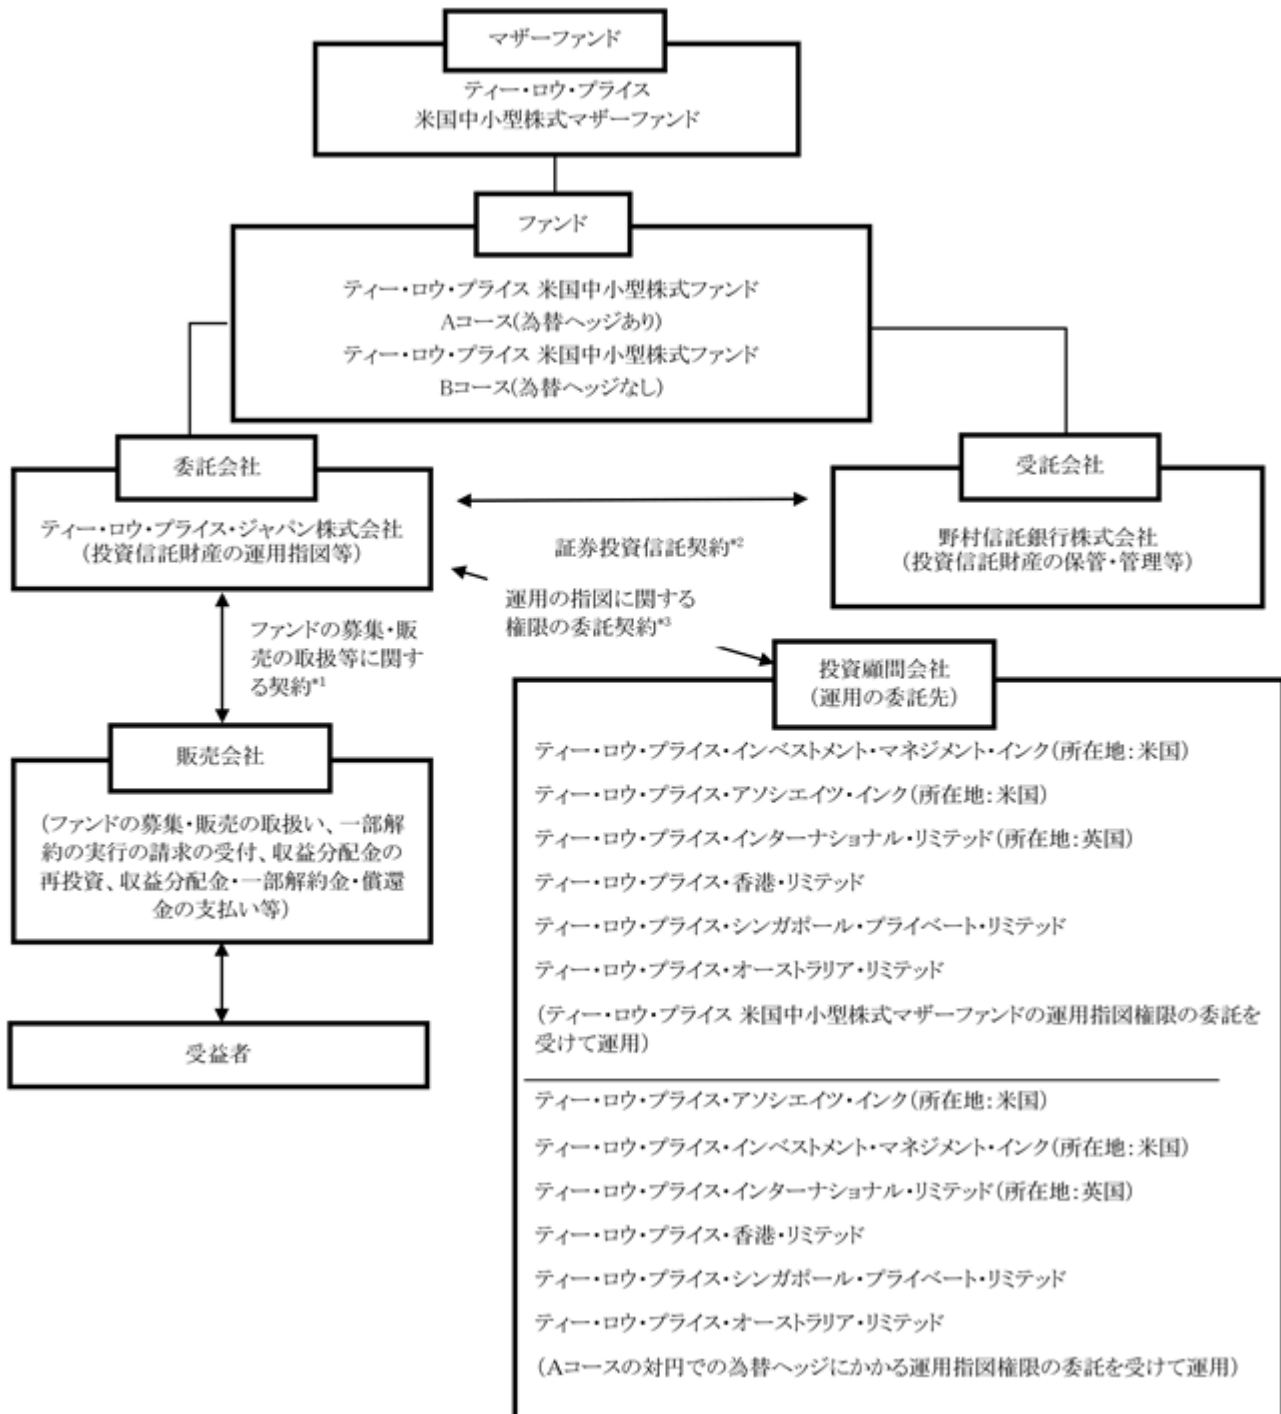 マザーファンド
ティー・ロウ・プライス
米国中小型株式マザーファンド
ファンド
ティー・ロウ・プライス 米国中小型株式ファンド
Aコース(為替ヘッジあり)
ティー・ロウ・プライス 米国中小型株式ファンド
Bコース(為替ヘッジなし)
委託会社
ティー・ロウ・プライス・ジャパン株式会社
(投資信託財産の運用指図等)
証券投資信託契約*2
受託会社
野村信託銀行株式会社
(投資信託財産の保管・管理等)
運用の指図に関する
権限の委託契約*3
ファンドの募集・販
売の取扱等に関す
る契約*1
販売会社
(ファンドの募集・販売の取扱い、一部解
約の実行の請求の受付、収益分配金の
再投資、収益分配金・一部解約金・償還
金の支払い等)
受益者
投資顧問会社
(運用の委託先)
ティー・ロウ・プライス・インベストメント・マネジメント・インク(所在地:米国)
ティー・ロウ・プライス・アソシエイツ・インク(所在地:米国)
ティー・ロウ・プライス・インターナショナル・リミテッド(所在地:英国)
ティー・ロウ・プライス・香港・リミテッド
ティー・ロウ・プライス・シンガポール・プライベート・リミテッド
ティー・ロウ・プライス・オーストラリア・リミテッド
(ティー・ロウ・プライス 米国中小型株式マザーファンドの運用指図権限の委託を
受けて運用)
ティー・ロウ・プライス・アソシエイツ・インク(所在地:米国)
ティー・ロウ・プライス・インベストメント・マネジメント・インク(所在地:米国)
ティー・ロウ・プライス・インターナショナル・リミテッド(所在地:英国)
ティー・ロウ・プライス・香港・リミテッド
ティー・ロウ・プライス・シンガポール・プライベート・リミテッド
ティー・ロウ・プライス・オーストラリア・リミテッド
(Aコースの対円での為替ヘッジにかかる運用指図権限の委託を受けて運用)